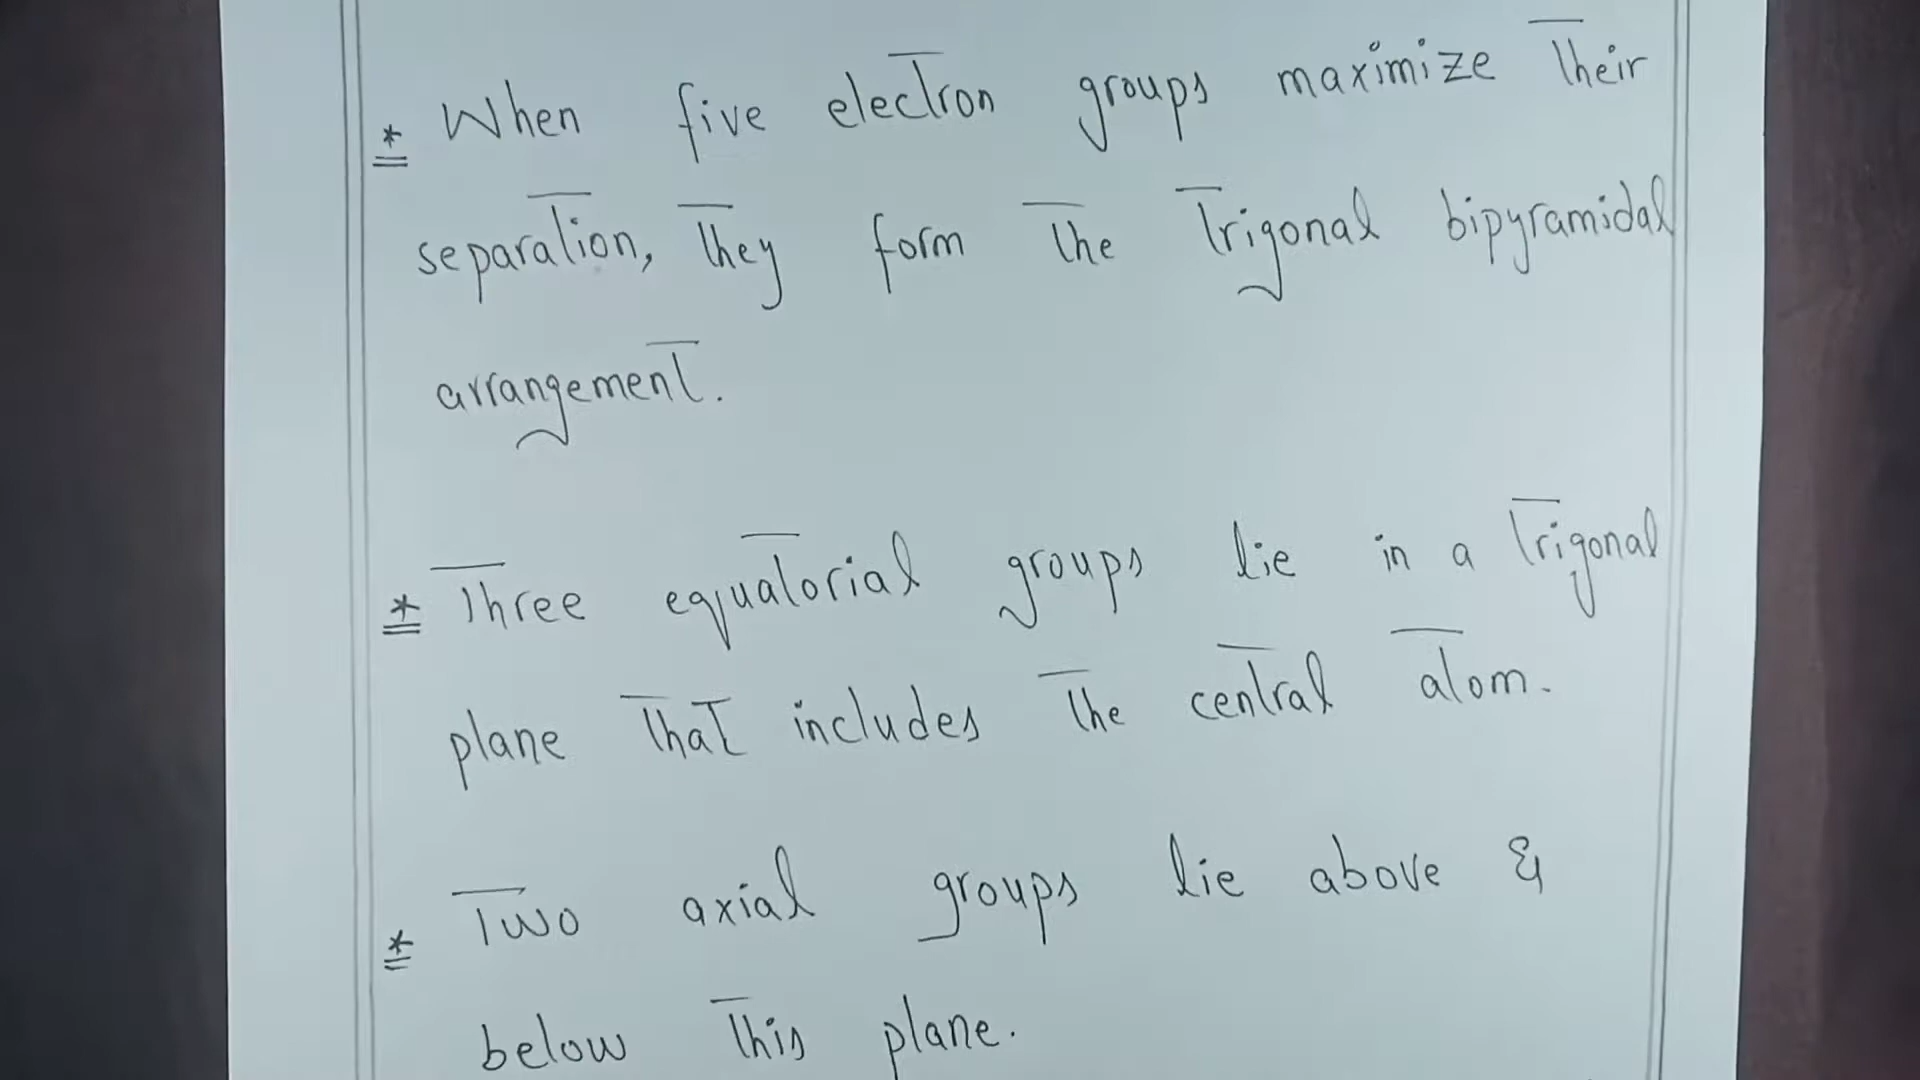 * When five electron groups maximize their
separation, they form the trigonal bipyramidal
arrangement.
* Three equatorial groups lie in a trigonal
plane that includes the central atom.
* Two axial groups lie above &
below this plane.